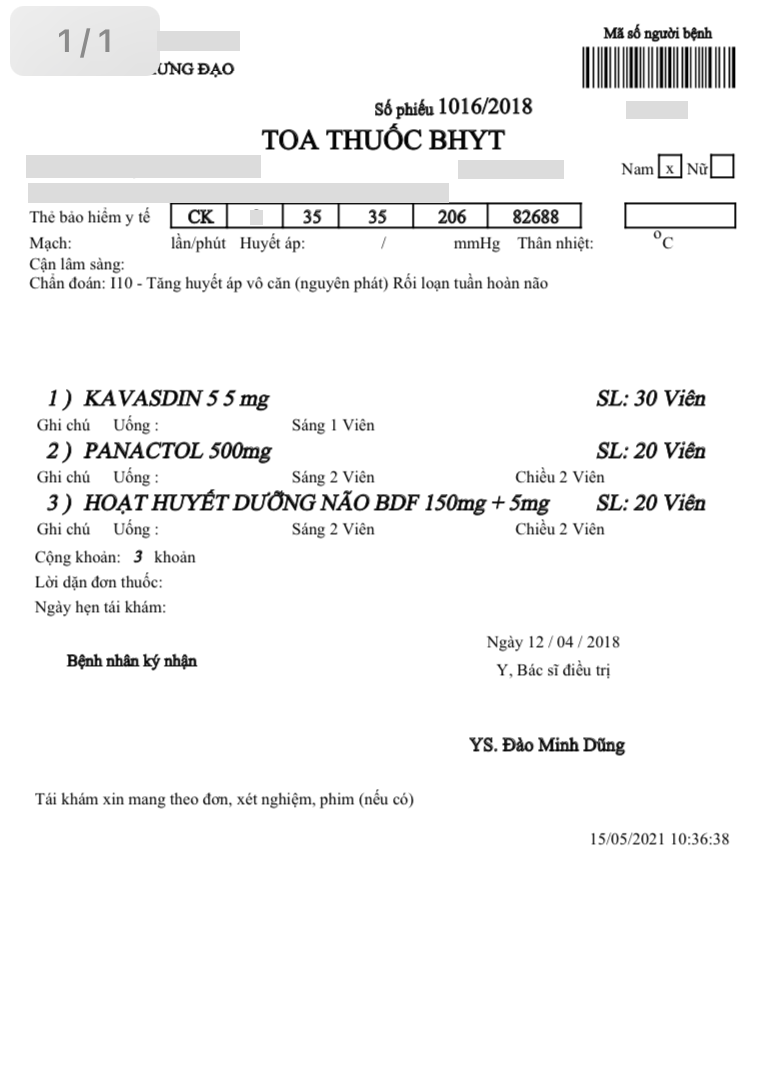 1/1
Mã số người bệnh
ƯNG ĐẠO
Số phiếu 1016/2018
TOA THUỐC BHYT
Nam x Nữ
Thẻ bảo hiểm y tế CK 35 35 206 82688
Mạch: lần/phút Huyết áp: / mmHg Thân nhiệt: °C
Cận lâm sàng:
Chẩn đoán: I10 - Tăng huyết áp vô căn (nguyên phát) Rối loạn tuần hoàn não
1 ) KAVASDIN 5 5 mg SL: 30 Viên
Ghi chú Uống : Sáng 1 Viên
2 ) PANACTOL 500mg SL: 20 Viên
Ghi chú Uống : Sáng 2 Viên Chiều 2 Viên
3 ) HOẠT HUYẾT DƯỠNG NÃO BDF 150mg + 5mg SL: 20 Viên
Ghi chú Uống : Sáng 2 Viên Chiều 2 Viên
Cộng khoản: 3 khoản
Lời dặn đơn thuốc:
Ngày hẹn tái khám:
Ngày 12 / 04 / 2018
Bệnh nhân ký nhận
Y, Bác sĩ điều trị
YS. Đào Minh Dũng
Tái khám xin mang theo đơn, xét nghiệm, phim (nếu có)
15/05/2021 10:36:38